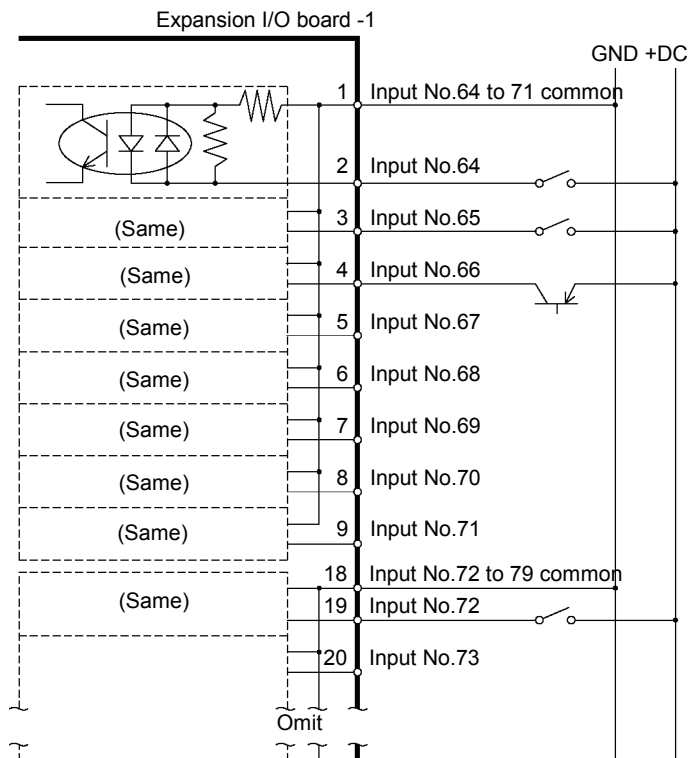 Expansion I/O board -1
GND +DC
1 Input No.64 to 71 common
2 Input No.64
(Same) 3 Input No.65
(Same) 4 Input No.66
(Same) 5 Input No.67
(Same) 6 Input No.68
(Same) 7 Input No.69
(Same) 8 Input No.70
(Same) 9 Input No.71
18 Input No.72 to 79 common
(Same) 19 Input No.72
20 Input No.73
Omit